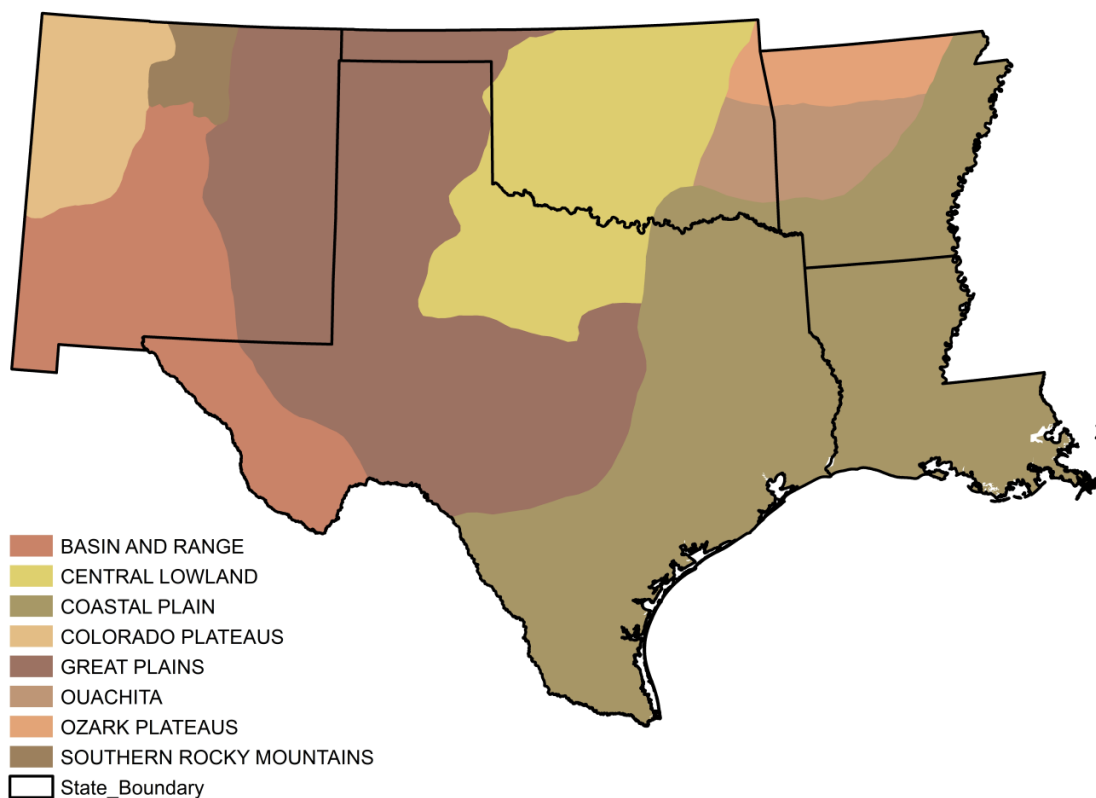 BASIN AND RANGE
CENTRAL LOWLAND
COASTAL PLAIN
COLORADO PLATEAUS
GREAT PLAINS
OUACHITA
OZARK PLATEAUS
SOUTHERN ROCKY MOUNTAINS
State_Boundary